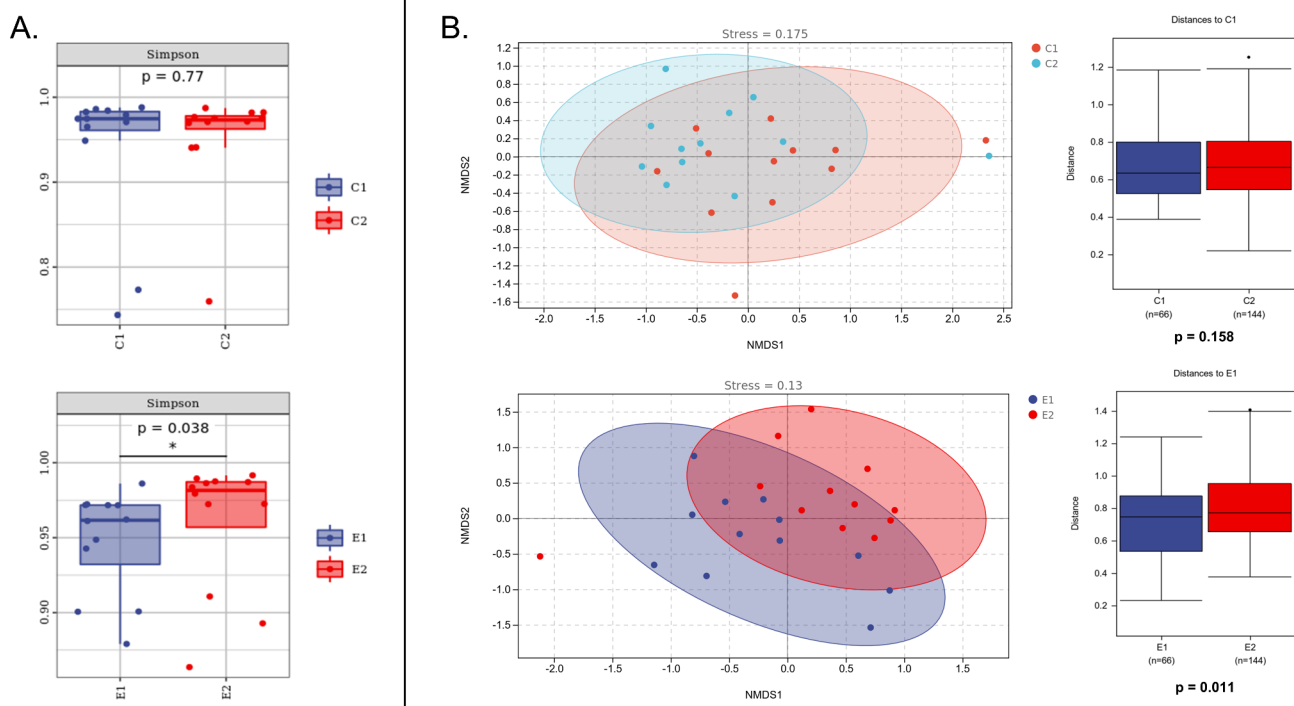 A.
Simpson
p = 0.77
1.0
0.9
0.8
C1
C2
C1
C2
Simpson
p = 0.038
*
1.00
0.95
0.90
E1
E2
E1
E2
B.
Stress = 0.175
NMDS2
1.2
1.0
0.8
0.6
0.4
0.2
0.0
-0.2
-0.4
-0.6
-0.8
-1.0
-1.2
-1.4
-1.6
-2.0
-1.5
-1.0
-0.5
0.0
0.5
1.0
1.5
2.0
2.5
NMDS1
C1
C2
Distances to C1
Distance
1.2
1.0
0.8
0.6
0.4
0.2
C1
(n=66)
C2
(n=144)
p = 0.158
Stress = 0.13
NMDS2
1.5
1.0
0.5
0.0
-0.5
-1.0
-1.5
-2.0
-1.5
-1.0
-0.5
0.0
0.5
1.0
1.5
NMDS1
E1
E2
Distances to E1
Distance
1.4
1.2
1.0
0.8
0.6
0.4
0.2
E1
(n=66)
E2
(n=144)
p = 0.011